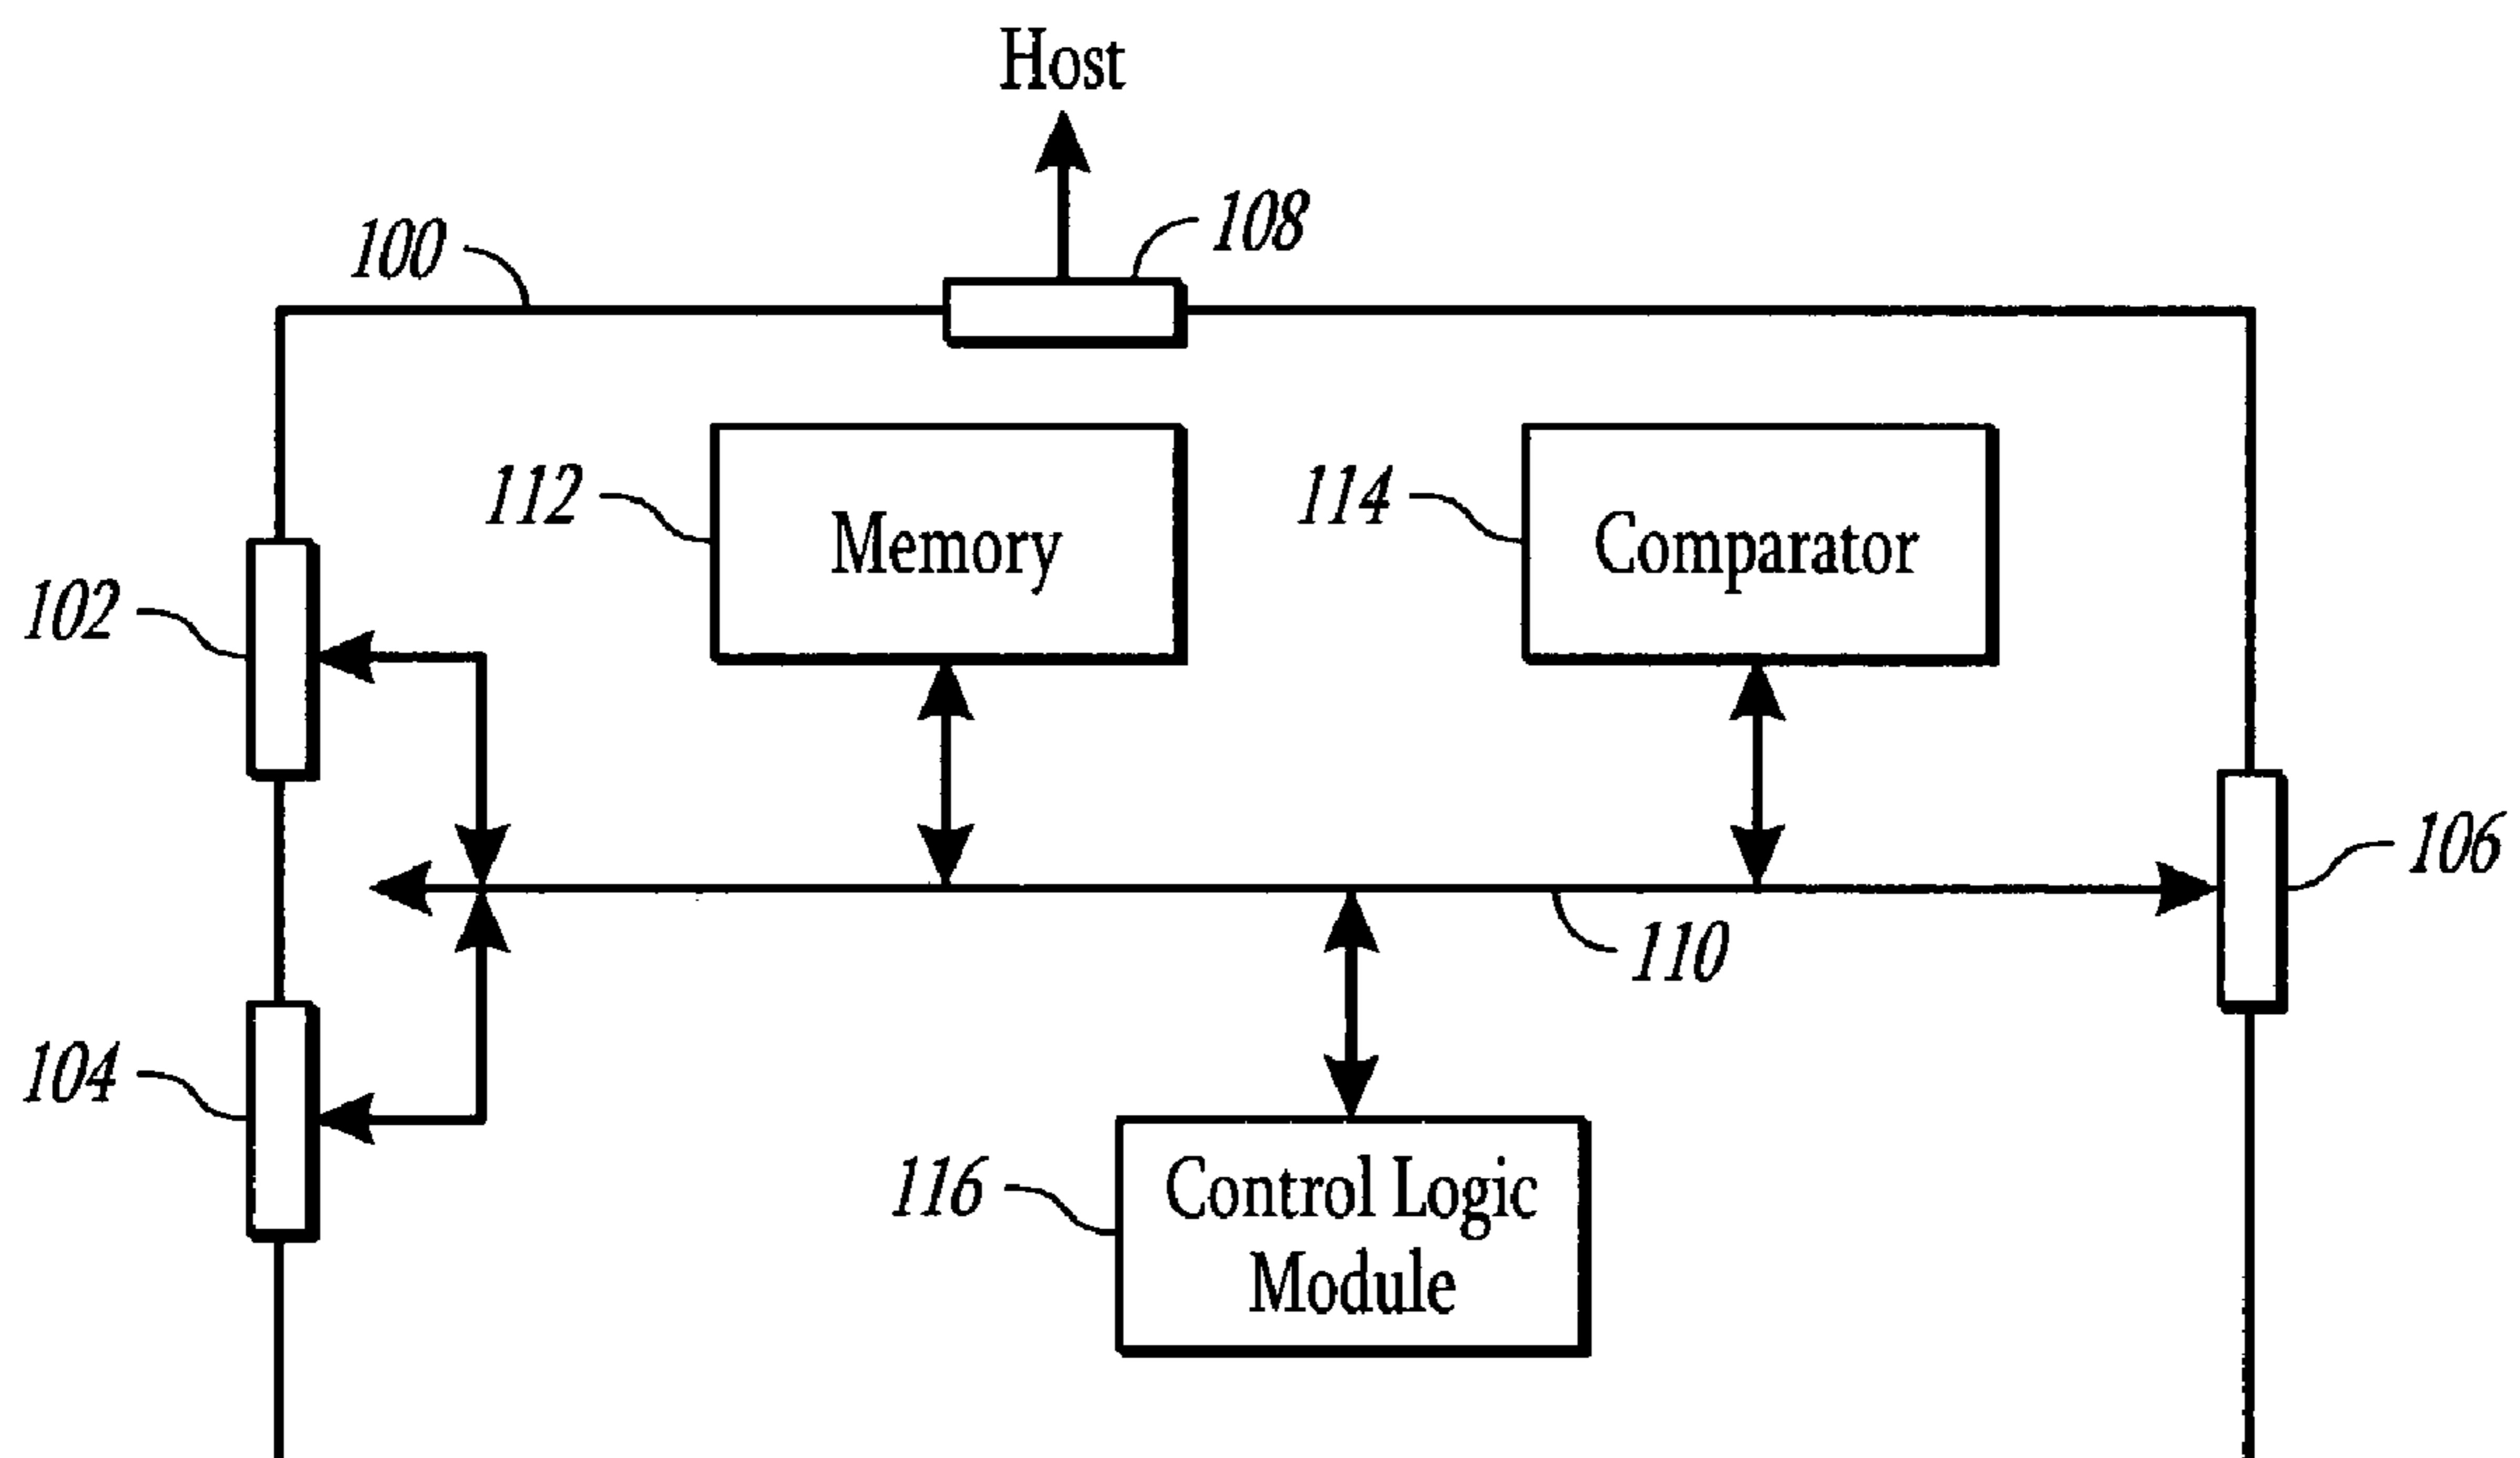 Host
108
100
112
Memory
114
Comparator
102
106
110
104
116
Control Logic
Module